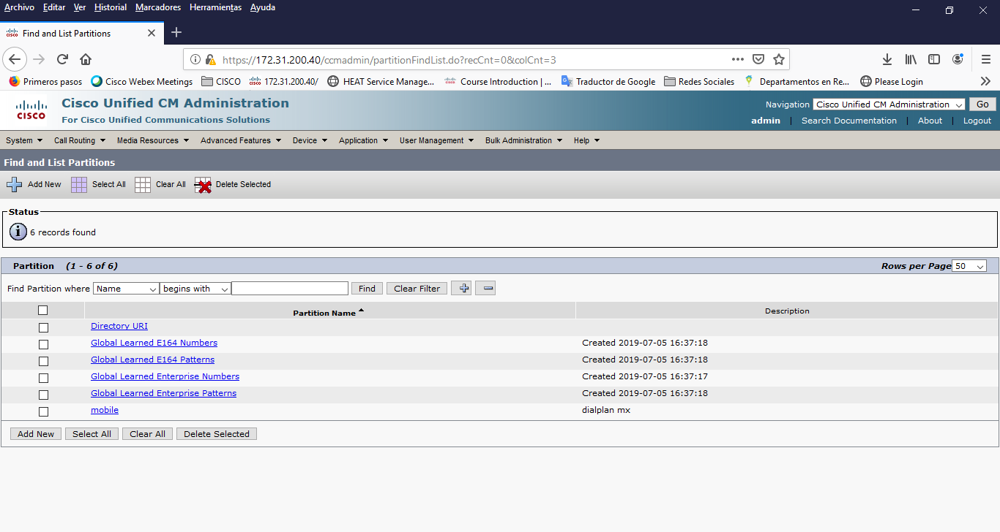 Archivo Editar Ver Historial Marcadores Herramientas Ayuda
Find and List Partitions
https://172.31.200.40/ccmadmin/partitionFindList.do?recCnt=0&colCnt=3
Primeros pasos Cisco Webex Meetings CISCO 172.31.200.40/ HEAT Service Manage... Course Introduction | ... Traductor de Google Redes Sociales Departamentos en Re... Please Login
CISCO
Cisco Unified CM Administration
For Cisco Unified Communications Solutions
Navigation Cisco Unified CM Administration Go
admin | Search Documentation | About | Logout
System Call Routing Media Resources Advanced Features Device Application User Management Bulk Administration Help
Find and List Partitions
Add New Select All Clear All Delete Selected
Status
6 records found
Partition (1 - 6 of 6) Rows per Page 50
Find Partition where Name begins with Find Clear Filter
Partition Name Description
Directory URI
Global Learned E164 Numbers Created 2019-07-05 16:37:18
Global Learned E164 Patterns Created 2019-07-05 16:37:18
Global Learned Enterprise Numbers Created 2019-07-05 16:37:17
Global Learned Enterprise Patterns Created 2019-07-05 16:37:18
mobile dialplan mx
Add New Select All Clear All Delete Selected